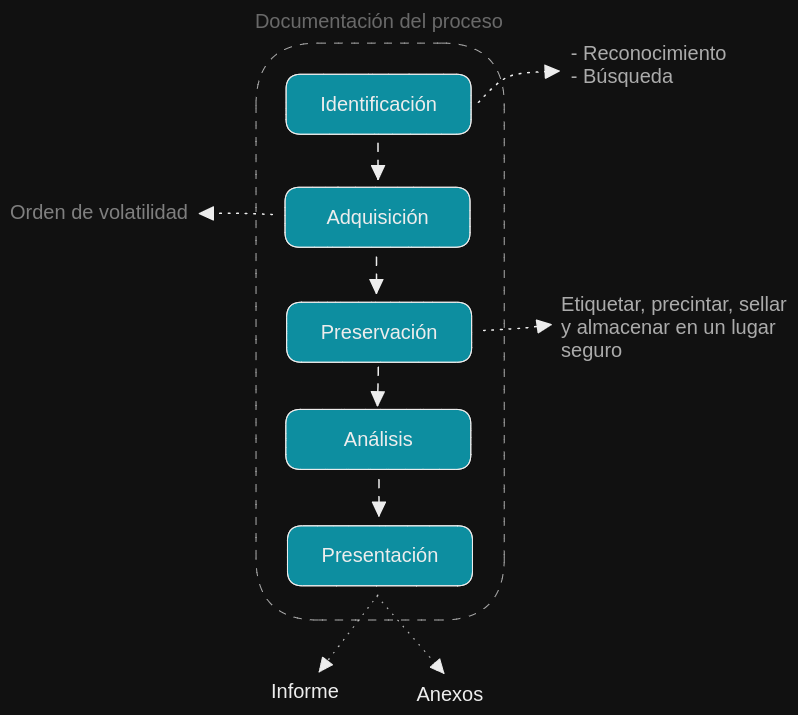 Documentación del proceso
Identificación
- Reconocimiento
- Búsqueda
Orden de volatilidad
Adquisición
Preservación
Etiquetar, precintar, sellar
y almacenar en un lugar
seguro
Análisis
Presentación
Informe
Anexos